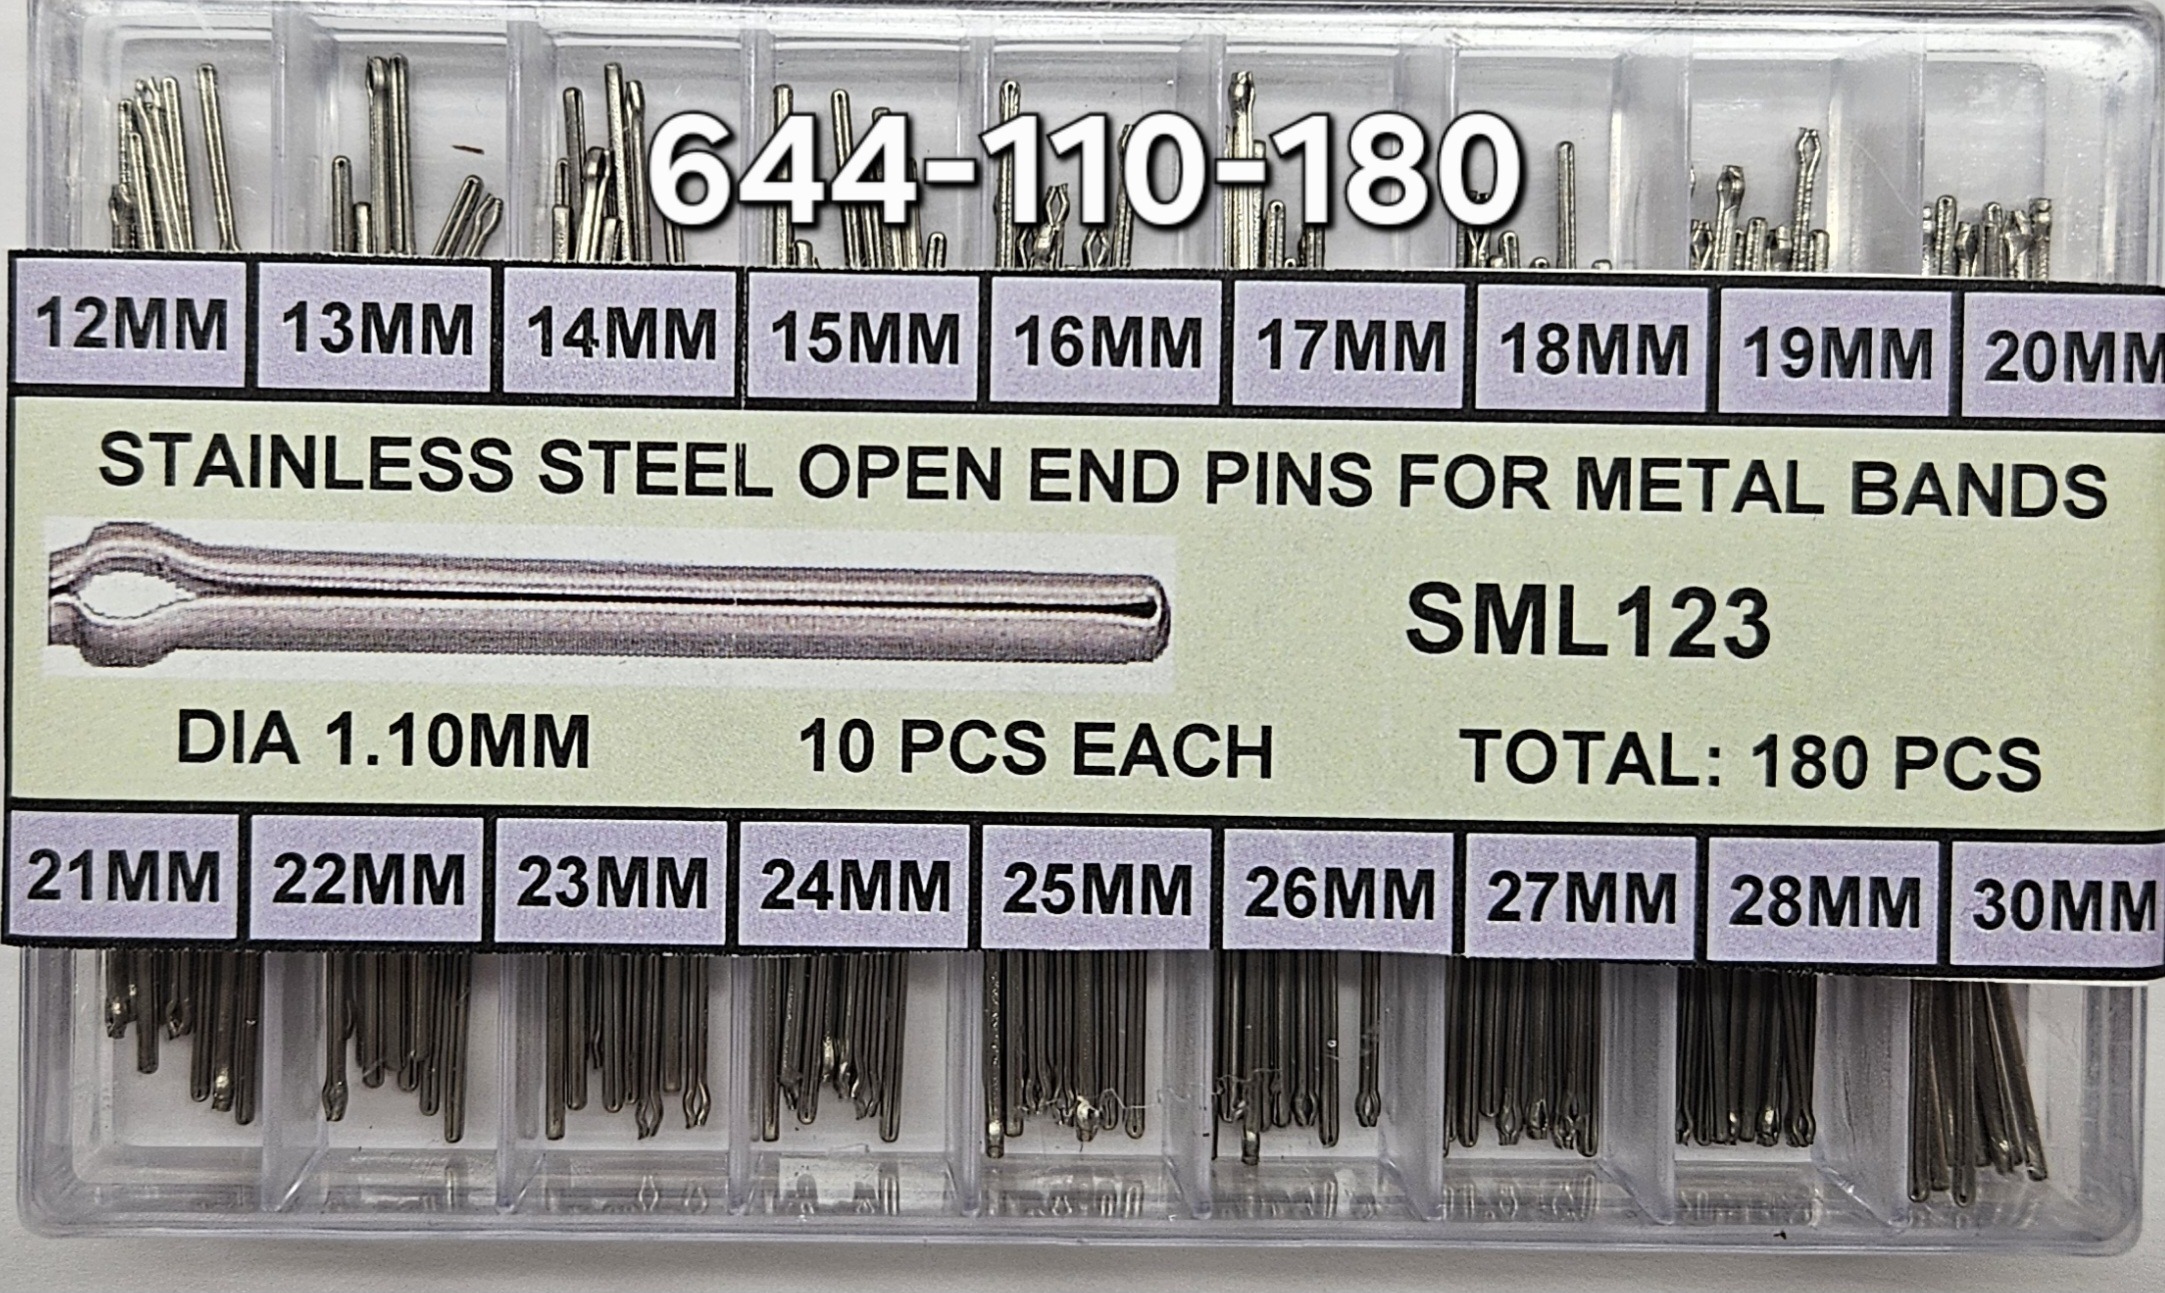 644-110-180
12MM 13MM 14MM 15MM 16MM 17MM 18MM 19MM 20MM
STAINLESS STEEL OPEN END PINS FOR METAL BANDS
SML123
DIA 1.10MM 10 PCS EACH TOTAL: 180 PCS
21MM 22MM 23MM 24MM 25MM 26MM 27MM 28MM 30MM